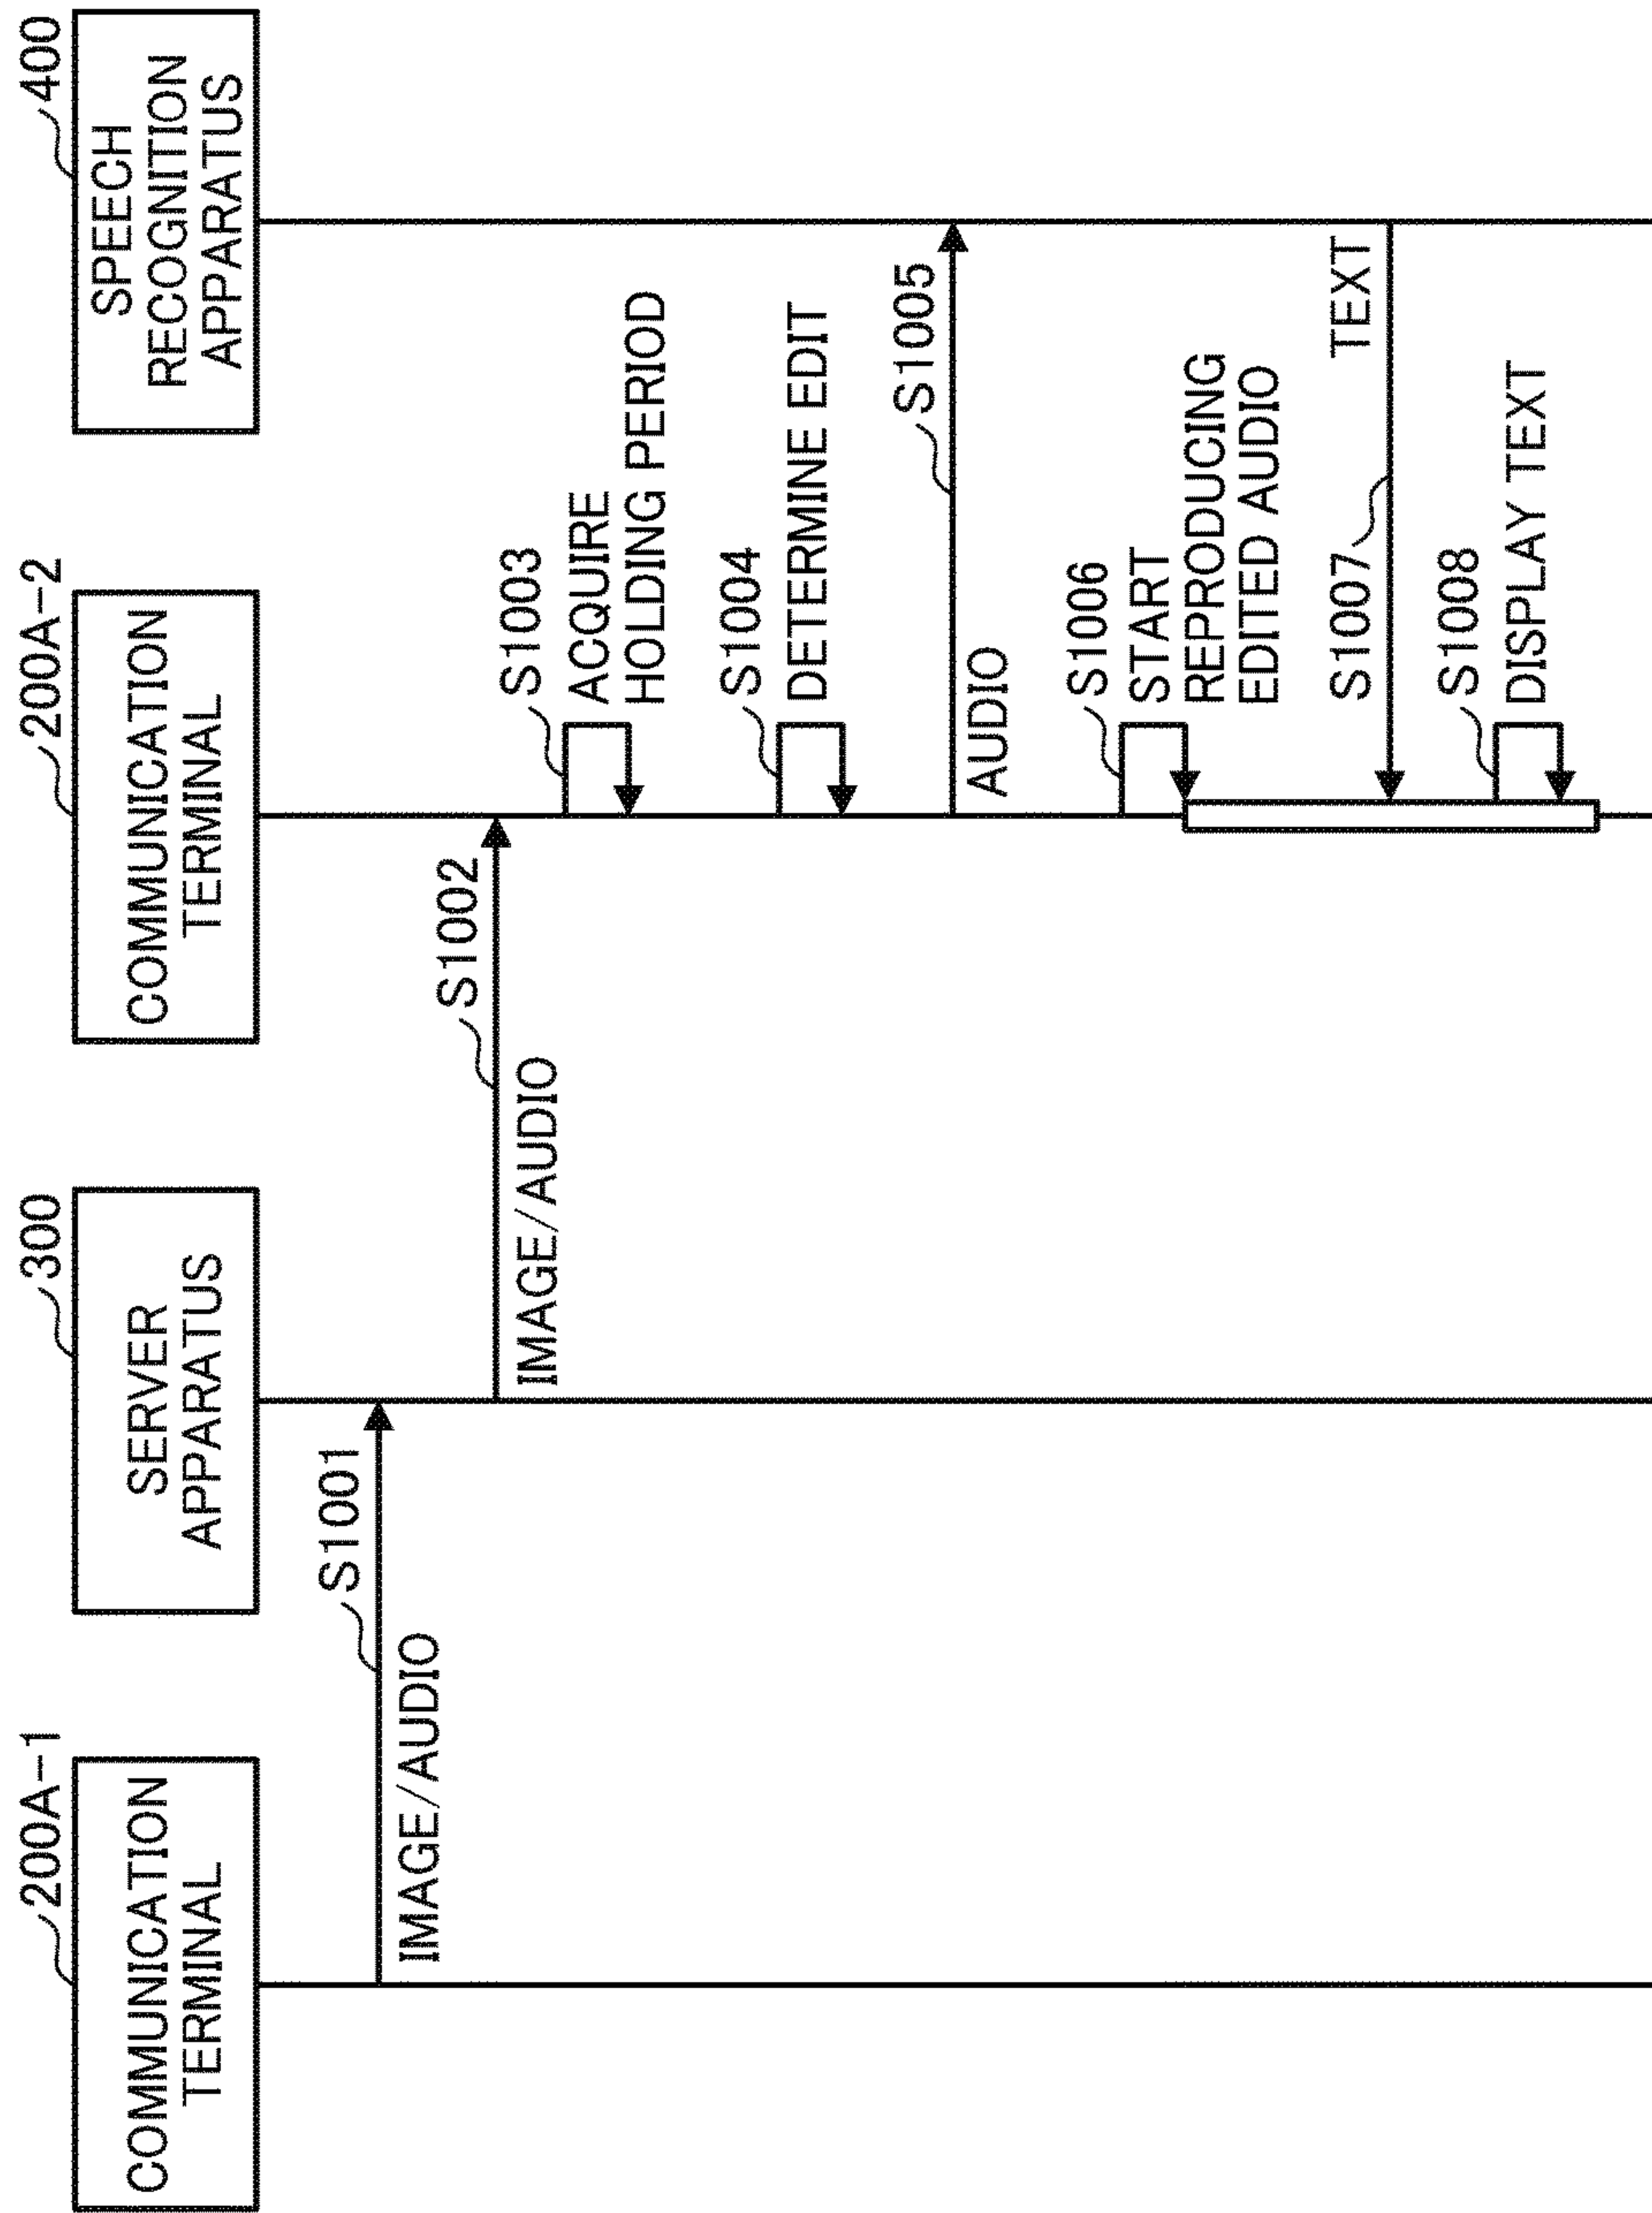 200A-1
COMMUNICATION
TERMINAL
300
SERVER
APPARATUS
200A-2
COMMUNICATION
TERMINAL
400
SPEECH
RECOGNITION
APPARATUS
S1001
IMAGE/AUDIO
S1002
IMAGE/AUDIO
S1003
ACQUIRE
HOLDING PERIOD
S1004
DETERMINE EDIT
S1005
AUDIO
S1006
START
REPRODUCING
EDITED AUDIO
S1007
TEXT
S1008
DISPLAY TEXT